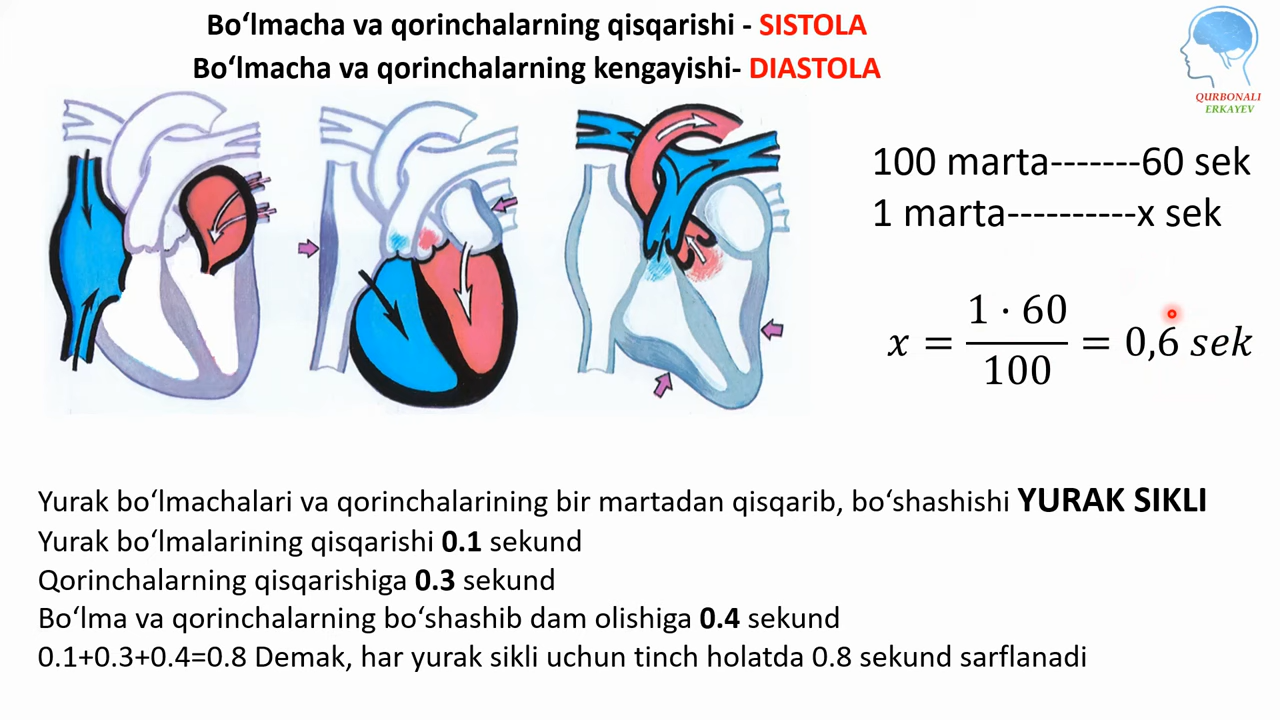 Bo‘lmacha va qorinchalarning qisqarishi - SISTOLA
Bo‘lmacha va qorinchalarning kengayishi- DIASTOLA
QURBONALI
ERKAYEV
100 marta-------60 sek
1 marta----------x sek
x = 1 · 60 / 100 = 0,6 sek
Yurak bo‘lmachalari va qorinchalarining bir martadan qisqarib, bo‘shashishi YURAK SIKLI
Yurak bo‘lmalarining qisqarishi 0.1 sekund
Qorinchalarning qisqarishiga 0.3 sekund
Bo‘lma va qorinchalarning bo‘shashib dam olishiga 0.4 sekund
0.1+0.3+0.4=0.8 Demak, har yurak sikli uchun tinch holatda 0.8 sekund sarflanadi